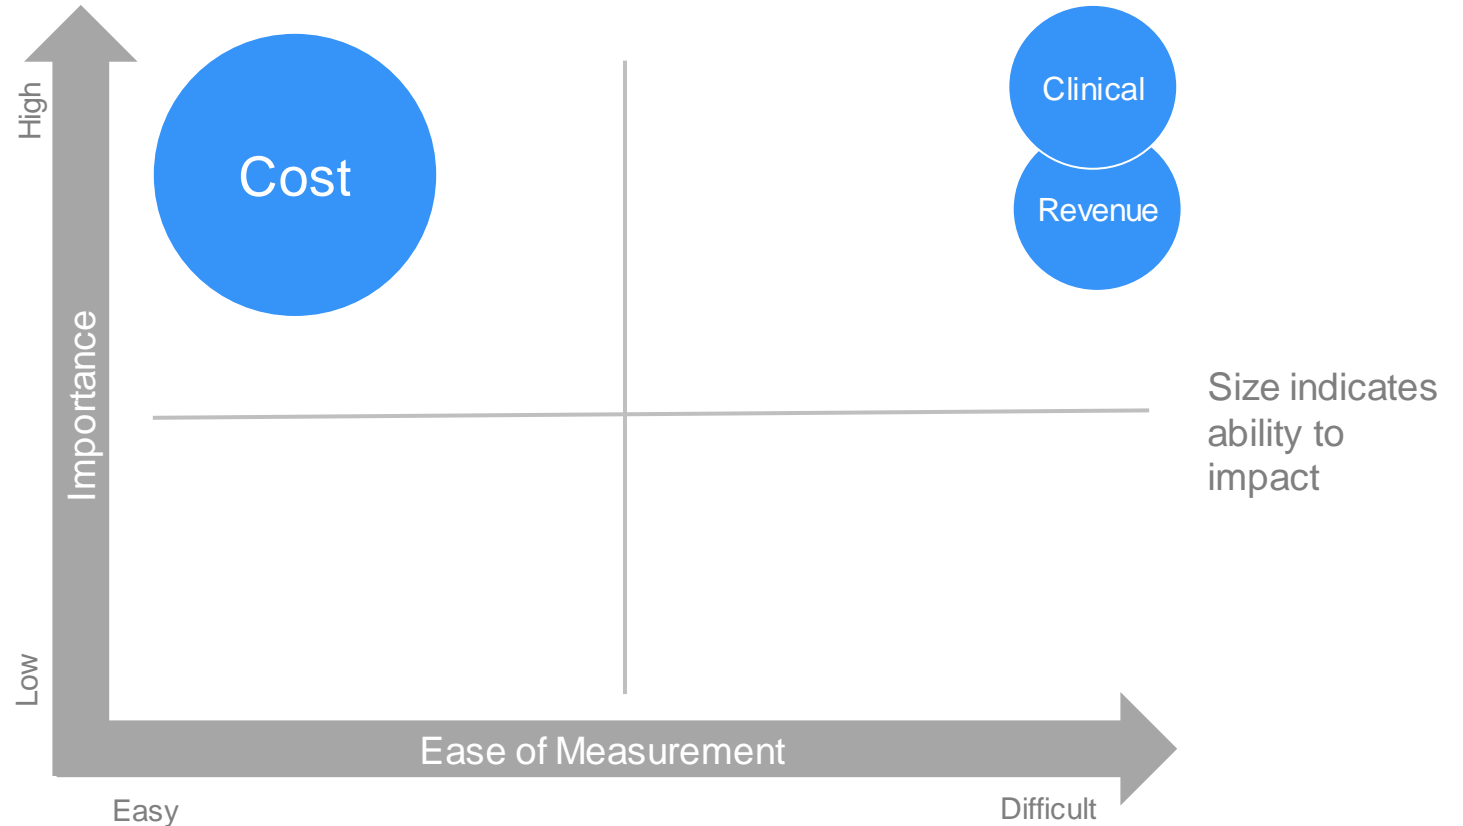 High
Importance
Low
Cost
Clinical
Revenue
Size indicates
ability to
impact
Ease of Measurement
Easy
Difficult